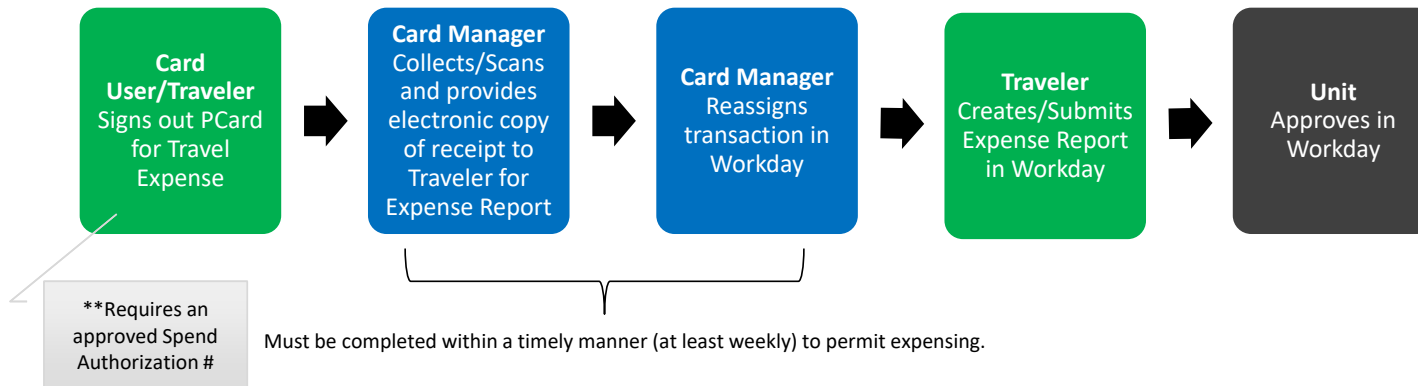 Card
User/Traveler
Signs out PCard
for Travel
Expense
Card Manager
Collects/Scans
and provides
electronic copy
of receipt to
Traveler for
Expense Report
Card Manager
Reassigns
transaction in
Workday
Traveler
Creates/Submits
Expense Report
in Workday
Unit
Approves in
Workday
**Requires an
approved Spend
Authorization #
Must be completed within a timely manner (at least weekly) to permit expensing.